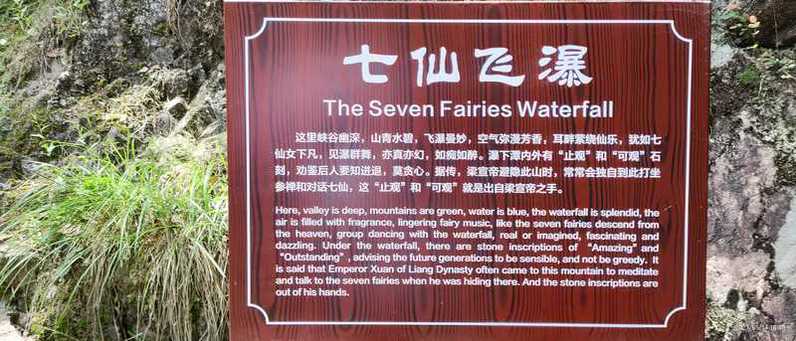 七仙飞瀑
The Seven Fairies Waterfall
这里峡谷幽深，山青水碧，飞瀑曼妙，空气弥漫芳香，耳畔萦绕仙乐，犹如七
仙女下凡，见瀑群舞，亦真亦幻，如痴如醉。瀑下潭内外有“止观”和“可观”石
刻，劝鉴后人要知进退，莫贪心。据传，梁宣帝避隐此山时，常常会独自到此打坐
参禅和对话七仙，这“止观”和“可观”就是出自梁宣帝之手。
Here, valley is deep, mountains are green, water is blue, the waterfall is splendid, the
air is filled with fragrance, lingering fairy music, like the seven fairies descend from
the heaven, group dancing with the waterfall, real or imagined, fascinating and
dazzling. Under the waterfall, there are stone inscriptions of “Amazing” and
“Outstanding”, advising the future generations to be sensible, and not be greedy. It
is said that Emperor Xuan of Liang Dynasty often came to this mountain to meditate
and talk to the seven fairies when he was hiding there. And the stone inscriptions are
out of his hands.